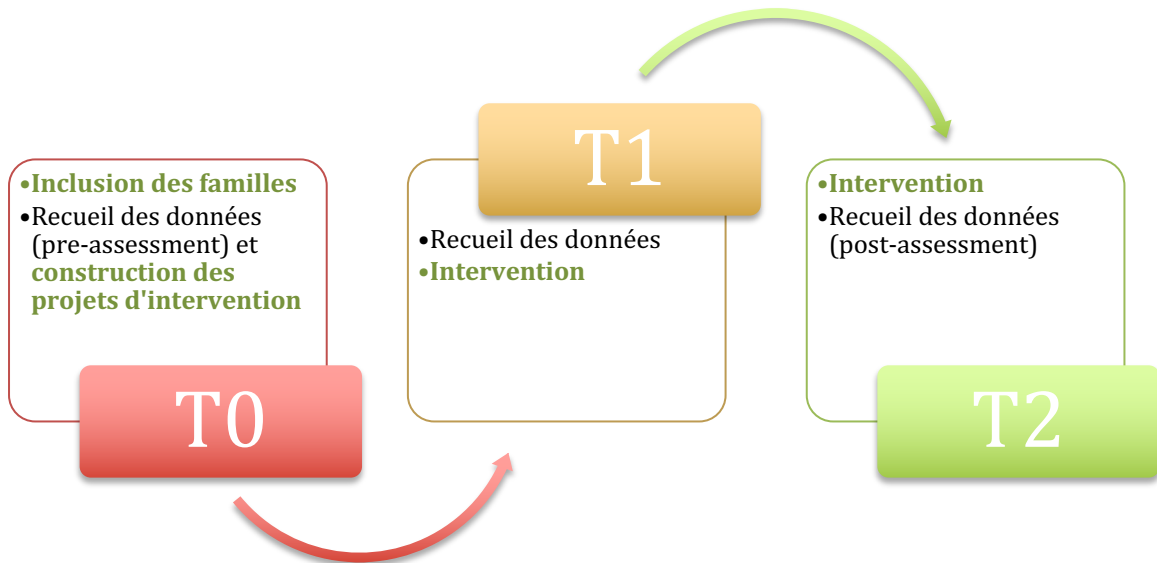 •Inclusion des familles
•Recueil des données
(pre-assessment) et
construction des
projets d'intervention
T0
T1
•Recueil des données
•Intervention
•Intervention
•Recueil des données
(post-assessment)
T2